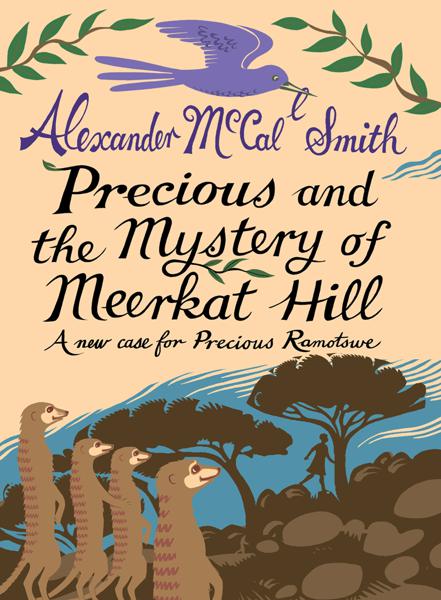 Alexander McCall Smith
Precious and
the Mystery of
Meerkat Hill
A new case for Precious Ramotswe